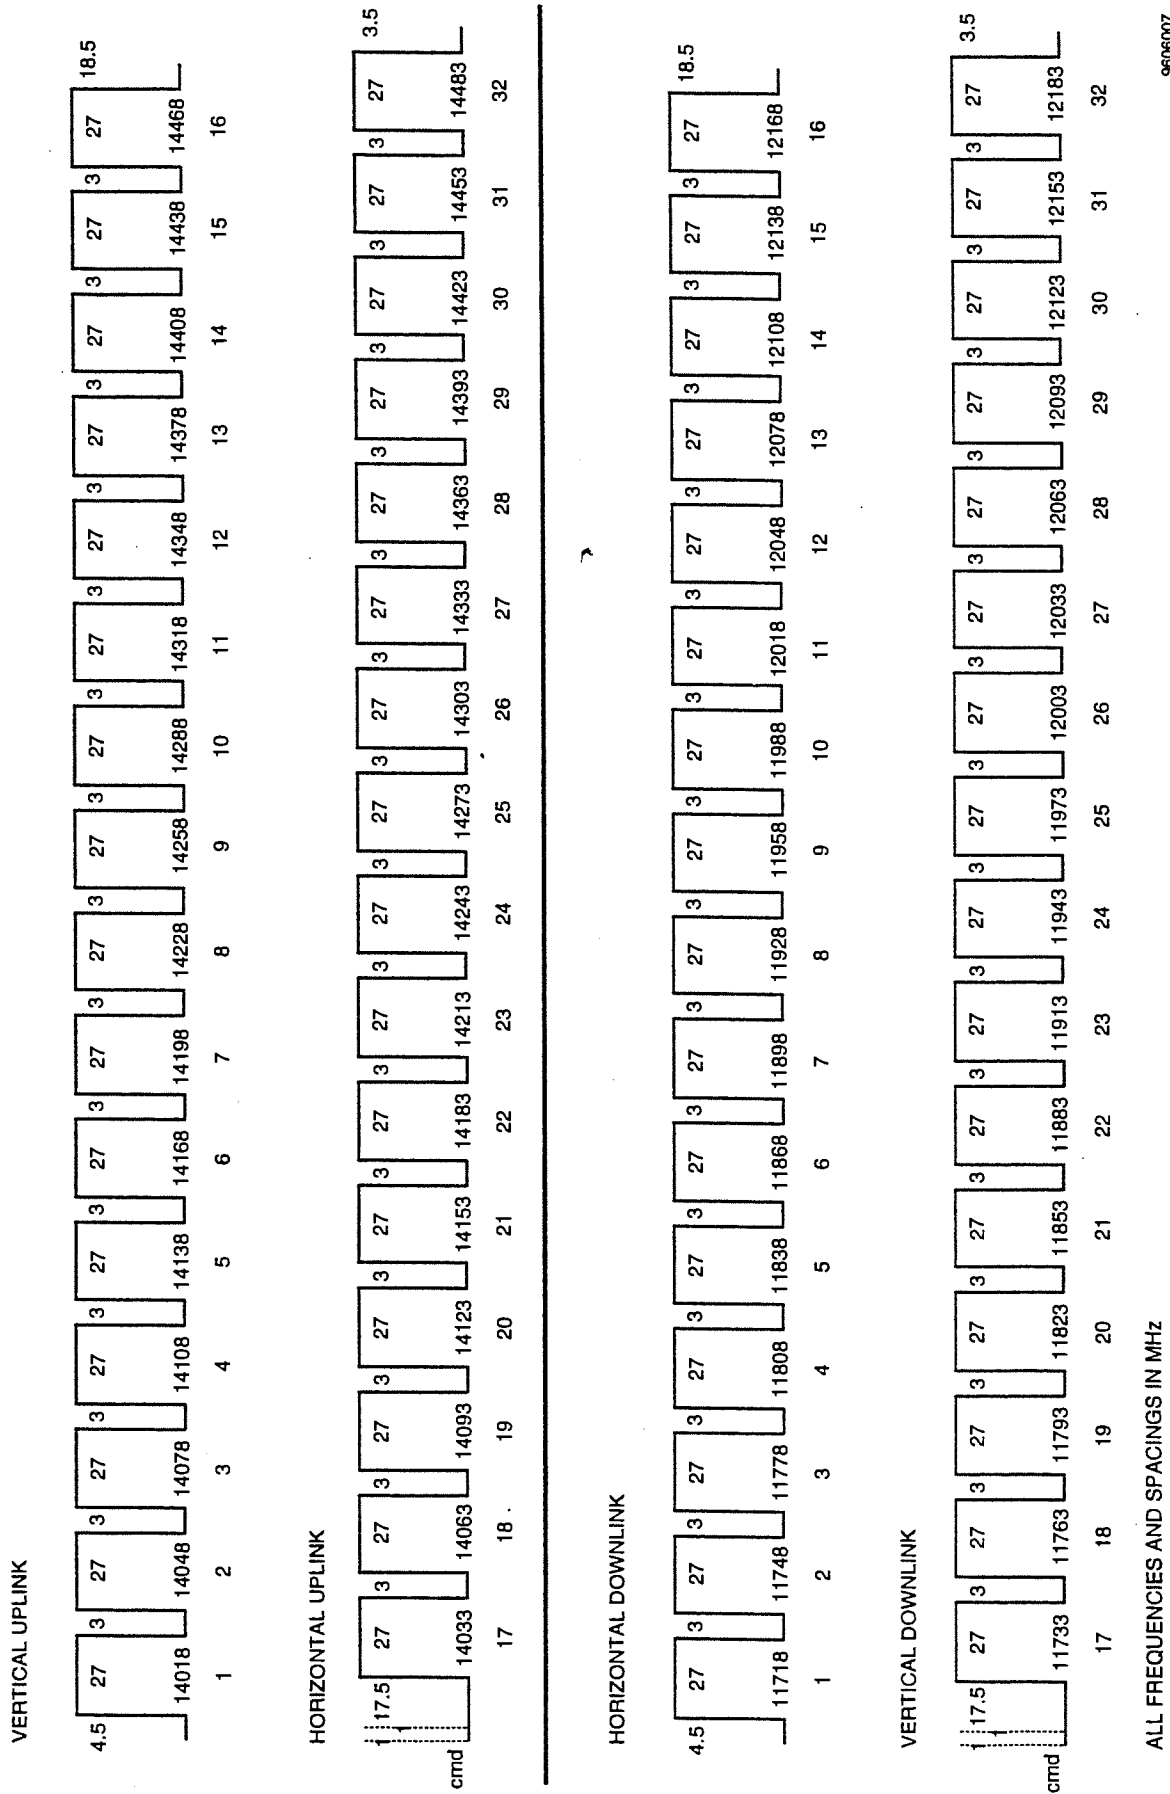 VERTICAL UPLINK
4.5 27 3 27 3 27 3 27 3 27 3 27 3 27 3 27 3 27 3 27 3 27 3 27 3 27 3 27 3 27 3 27 18.5
14018 14048 14078 14108 14138 14168 14198 14228 14258 14288 14318 14348 14378 14408 14438 14468
1 2 3 4 5 6 7 8 9 10 11 12 13 14 15 16
HORIZONTAL UPLINK
1 1 17.5 27 3 27 3 27 3 27 3 27 3 27 3 27 3 27 3 27 3 27 3 27 3 27 3 27 3 27 3 27 3 27 3.5
cmd 14033 14063 14093 14123 14153 14183 14213 14243 14273 14303 14333 14363 14393 14423 14453 14483
17 18 19 20 21 22 23 24 25 26 27 28 29 30 31 32
HORIZONTAL DOWNLINK
4.5 27 3 27 3 27 3 27 3 27 3 27 3 27 3 27 3 27 3 27 3 27 3 27 3 27 3 27 3 27 3 27 18.5
11718 11748 11778 11808 11838 11868 11898 11928 11958 11988 12018 12048 12078 12108 12138 12168
1 2 3 4 5 6 7 8 9 10 11 12 13 14 15 16
VERTICAL DOWNLINK
1 1 17.5 27 3 27 3 27 3 27 3 27 3 27 3 27 3 27 3 27 3 27 3 27 3 27 3 27 3 27 3 27 3 27 3.5
cmd 11733 11763 11793 11823 11853 11883 11913 11943 11973 12003 12033 12063 12093 12123 12153 12183
17 18 19 20 21 22 23 24 25 26 27 28 29 30 31 32
ALL FREQUENCIES AND SPACINGS IN MHz
9606007